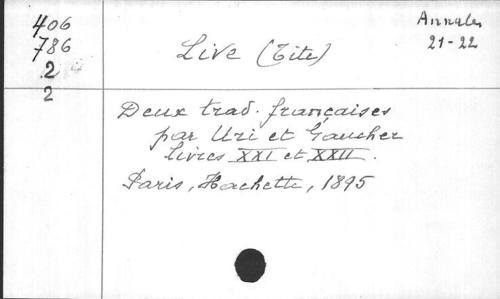 406
786
2
2
Live (Tite)
Annales
21-22
Deux trad. françaises
par Uri et Gaucher
livres XXI et XXII.
Paris, Hachette, 1895